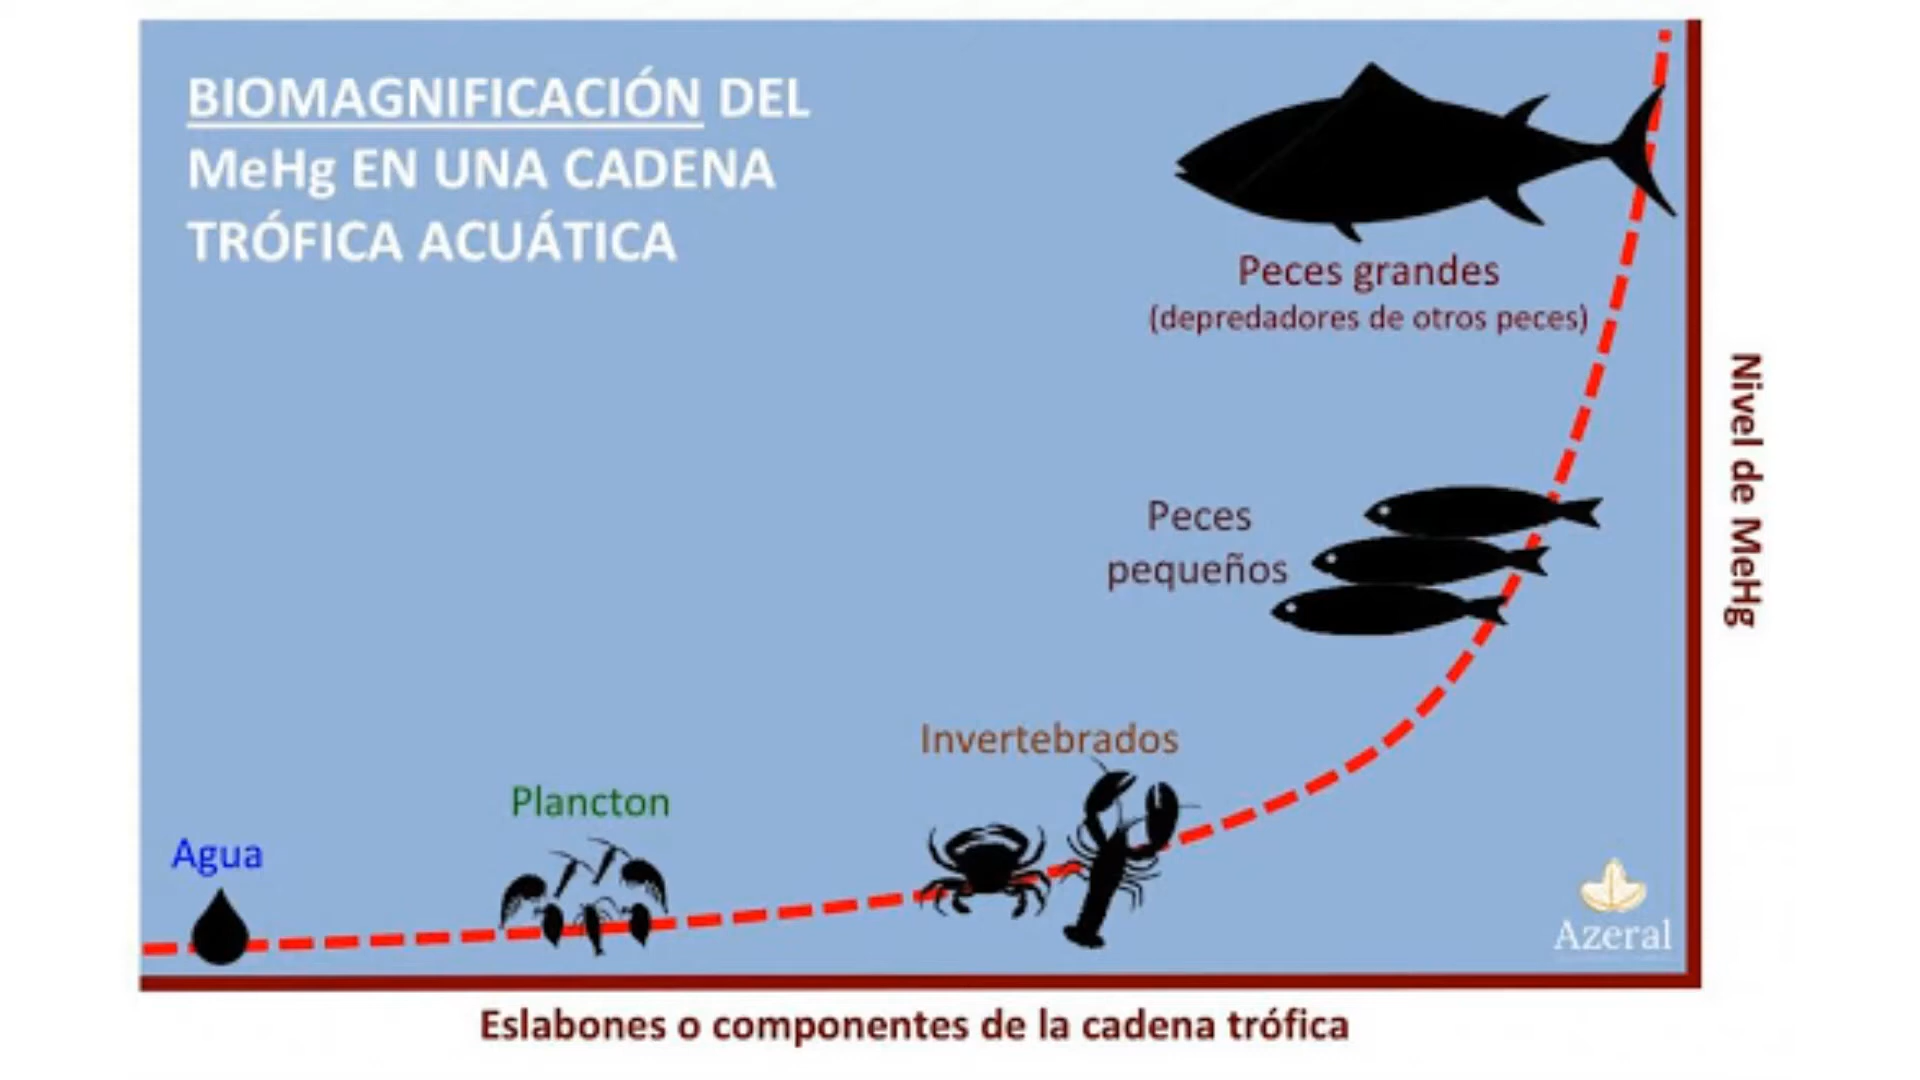 BIOMAGNIFICACIÓN DEL
MeHg EN UNA CADENA
TRÓFICA ACUÁTICA
Peces grandes
(depredadores de otros peces)
Peces
pequeños
Invertebrados
Plancton
Agua
Nivel de MeHg
Azeral
Eslabones o componentes de la cadena trófica